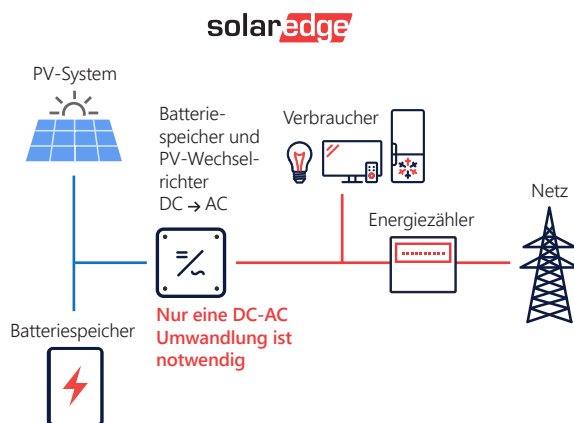 solaredge
PV-System
Batterie-
speicher und
PV-Wechsel-
richter
DC → AC
Verbraucher
Energiezähler
Netz
Nur eine DC-AC
Umwandlung ist
notwendig
Batteriespeicher